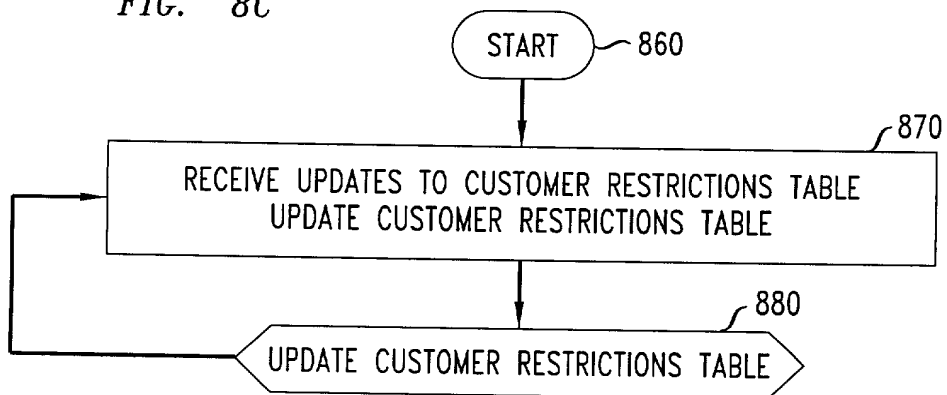 FIG. 8C
START
860
870
RECEIVE UPDATES TO CUSTOMER RESTRICTIONS TABLE
UPDATE CUSTOMER RESTRICTIONS TABLE
880
UPDATE CUSTOMER RESTRICTIONS TABLE